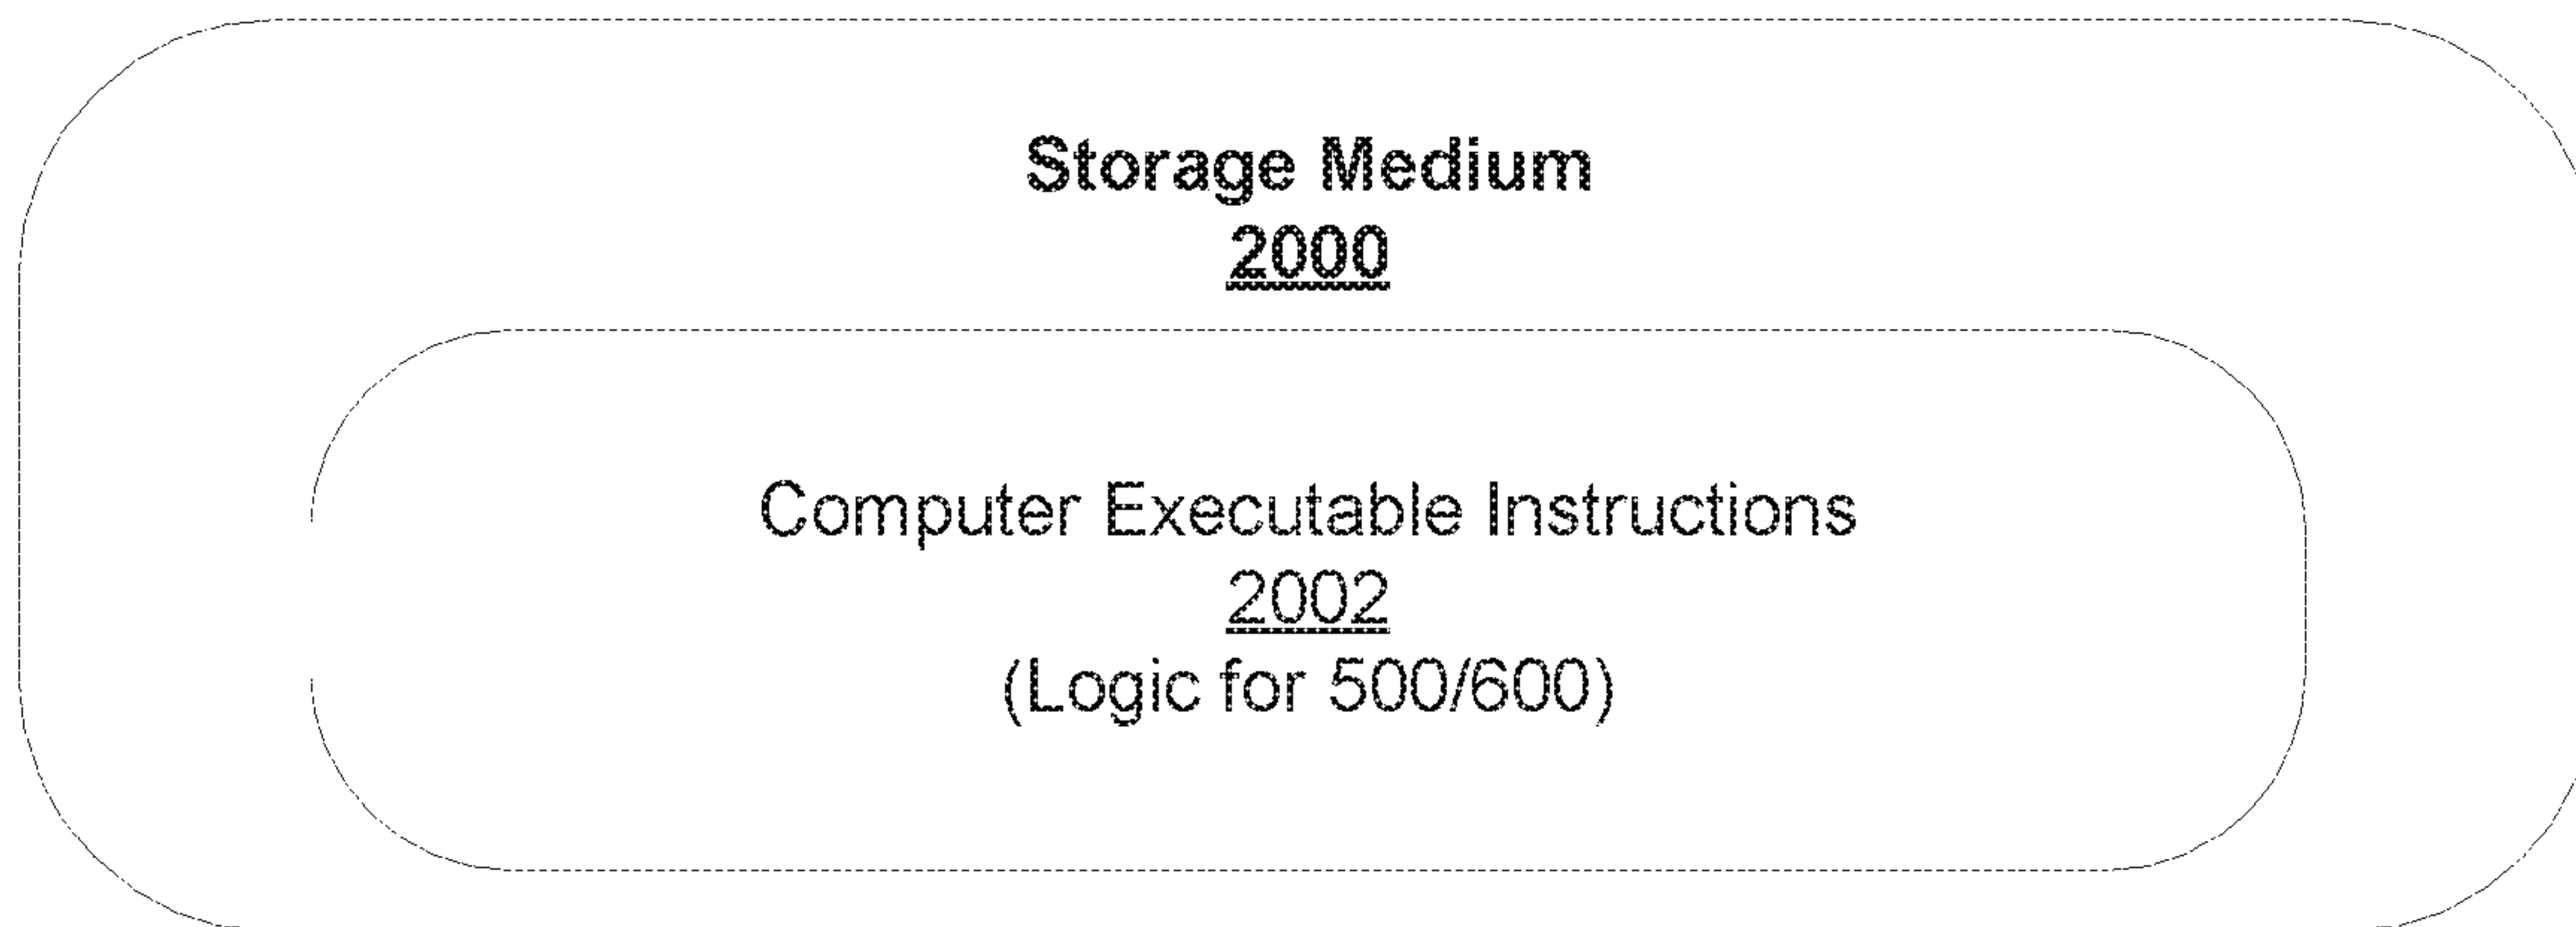 Storage Medium
2000
Computer Executable Instructions
2002
(Logic for 500/600)